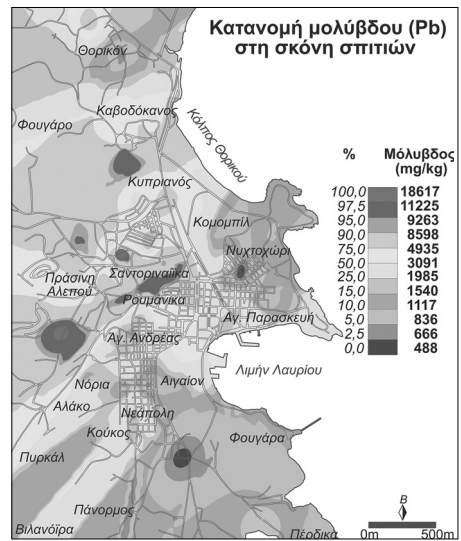 Κατανομή μολύβδου (Pb)
στη σκόνη σπιτιών
Θορικόν
Καβοδόκανος
Κόλπος Θορικού
Φουγάρο
Κυπριανός
% Μόλυβδος
(mg/kg)
100,0 18617
97,5 11225
95,0 9263
90,0 8598
75,0 4935
50,0 3091
25,0 1985
15,0 1540
10,0 1117
5,0 836
2,5 666
0,0 488
Κομομπίλ
Νυχτοχώρι
Σαντοριναίικα
Πράσινη
Αλεπού
Ρουμάνικα
Αγ. Παρασκευή
Αγ. Ανδρέας
Λιμήν Λαυρίου
Νόρια
Αιγαίον
Αλάκο
Νεάπολη
Κούκος
Φουγάρα
Πυρκάλ
Πάνορμος
Βιλανόϊρα
Πέρδικα
Β
0m 500m